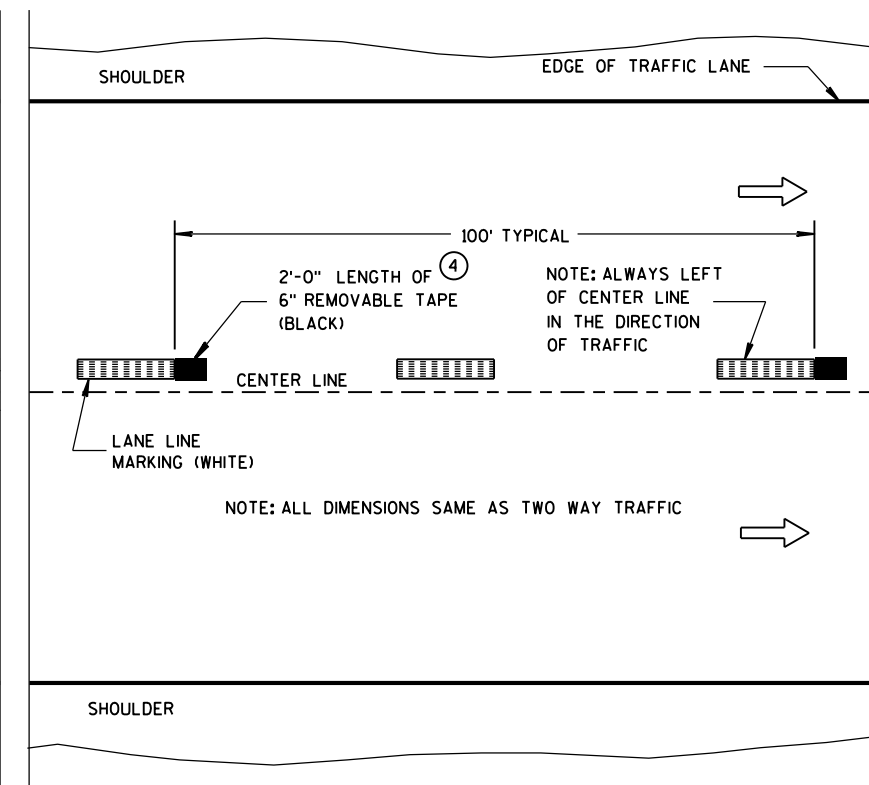 SHOULDER
EDGE OF TRAFFIC LANE
100' TYPICAL
2'-0" LENGTH OF 4
6" REMOVABLE TAPE
(BLACK)
NOTE: ALWAYS LEFT
OF CENTER LINE
IN THE DIRECTION
OF TRAFFIC
CENTER LINE
LANE LINE
MARKING (WHITE)
NOTE: ALL DIMENSIONS SAME AS TWO WAY TRAFFIC
SHOULDER